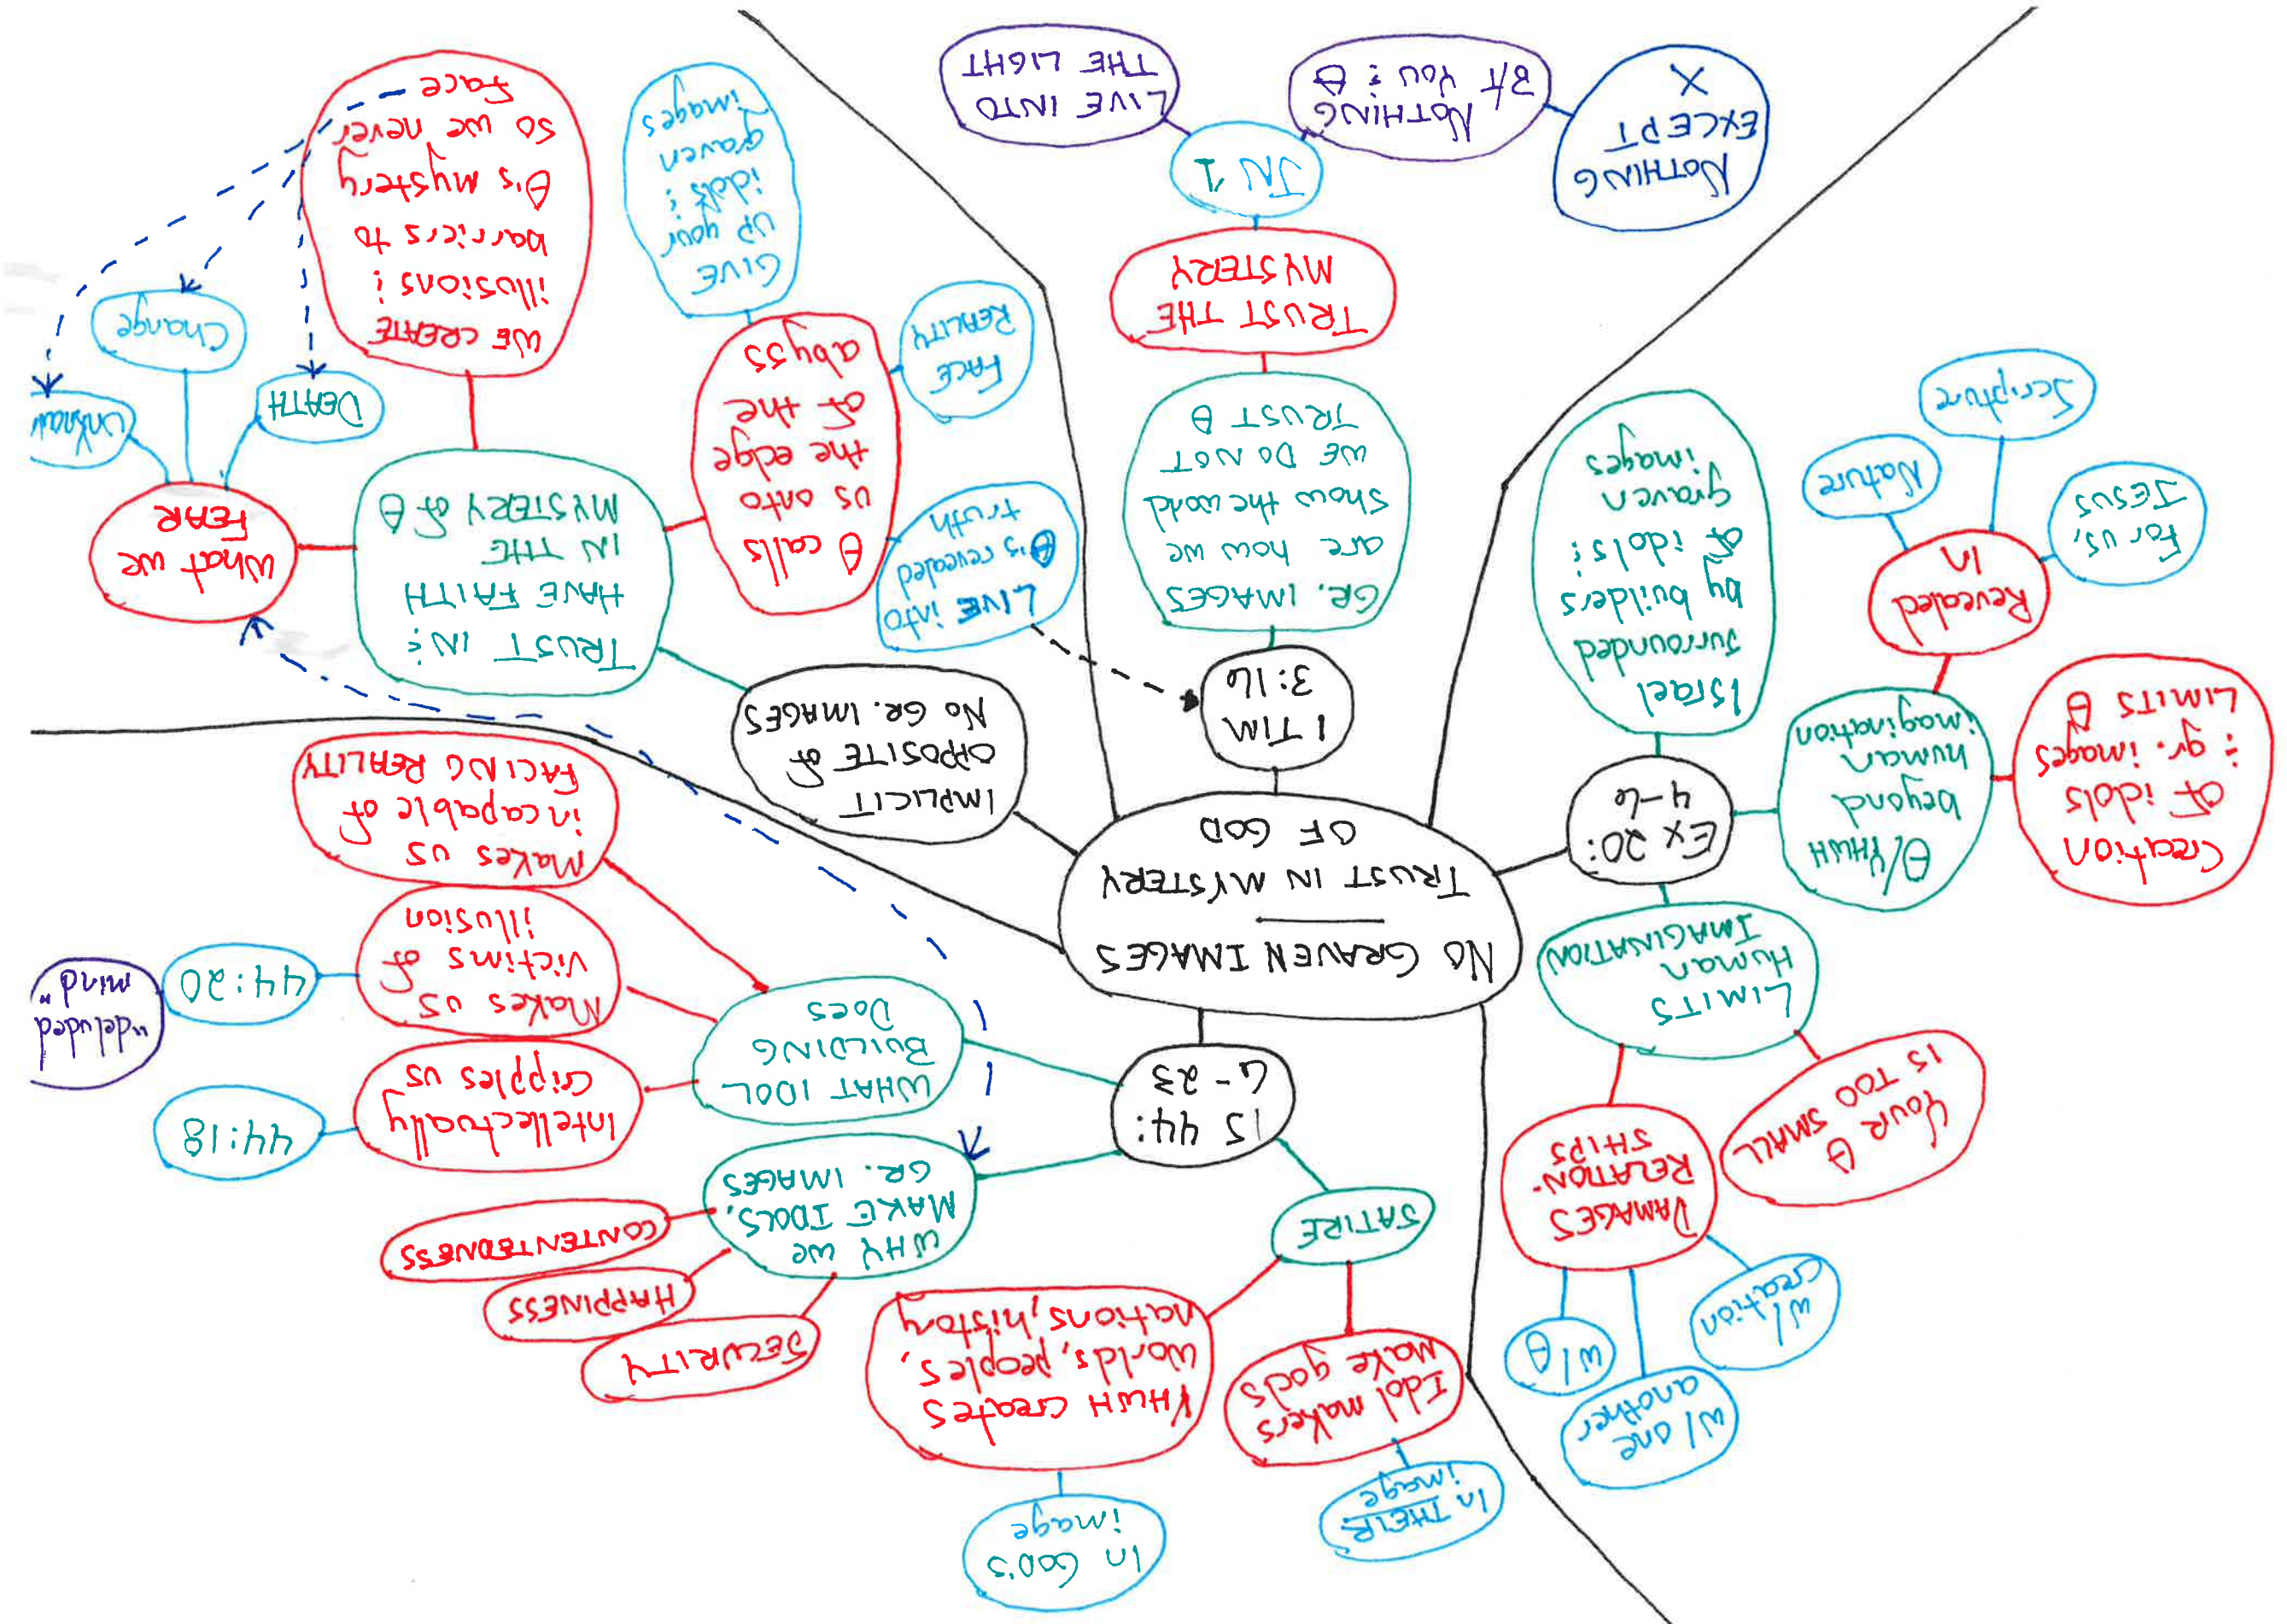 NO GRAVEN IMAGES
TRUST IN MYSTERY
OF GOD
IS 44:
6-23
SATIRE
Idol makers
make gods
In THEIR
image
YHWH creates
worlds, peoples,
nations, history
In GOD'S
image
WHY we
MAKE IDOLS,
GR. IMAGES
SECURITY
HAPPINESS
CONTENTEDNESS
WHAT IDOL
BUILDING
DOES
Intellectually
Cripples us
44:18
Makes us
victims of
illusion
44:20
"deluded
mind"
Makes us
incapable of
FACING REALITY
IMPLICIT
OPPOSITE of
NO GR. IMAGES
TRUST IN &
HAVE FAITH
IN THE
MYSTERY of θ
What we
FEAR
DEATH
Change
Unknown
WE CREATE
illusions &
barriers to
θ's mystery
so we never
face
θ calls
us onto
the edge
of the
abyss
LIVE into
θ's revealed
truth
FACE
REALITY
GIVE
up your
idols &
graven
images
1 TIM
3:16
GR. IMAGES
are how we
show the world
WE DO NOT
TRUST θ
TRUST THE
MYSTERY
JN 1
LIVE INTO
THE LIGHT
NOTHING
B/t YOU & θ
NOTHING
EXCEPT
X
EX 20:
4-6
Israel
surrounded
by builders
of idols &
graven
images
θ/YHWH
beyond
human
imagination
Revealed
IN
For us,
JESUS
Scripture
Nature
Creation
of idols
& gr. images
LIMITS θ
LIMITS
HUMAN
IMAGINATION
YOUR θ
IS TOO SMALL
DAMAGES
RELATION-
SHIPS
w/ creation
w/ one
another
w/ θ